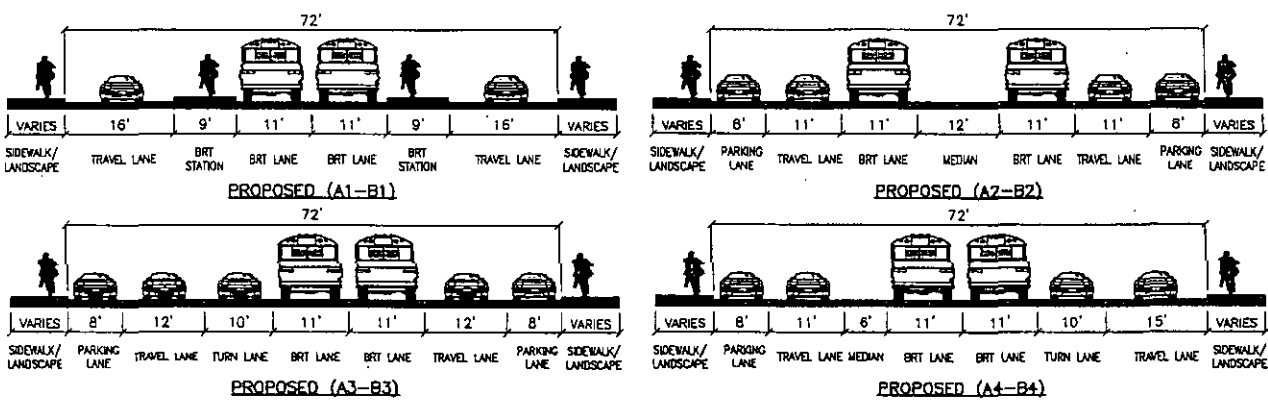 72'
VARIES 16' 9' 11' 11' 9' 16' VARIES
SIDEWALK/ LANDSCAPE TRAVEL LANE BRT STATION BRT LANE BRT LANE BRT STATION TRAVEL LANE SIDEWALK/ LANDSCAPE
PROPOSED (A1-B1)
72'
VARIES 8' 11' 11' 12' 11' 11' 8' VARIES
SIDEWALK/ LANDSCAPE PARKING LANE TRAVEL LANE BRT LANE MEDIAN BRT LANE TRAVEL LANE PARKING LANE SIDEWALK/ LANDSCAPE
PROPOSED (A2-B2)
72'
VARIES 8' 12' 10' 11' 11' 12' 8' VARIES
SIDEWALK/ LANDSCAPE PARKING LANE TRAVEL LANE TURN LANE BRT LANE BRT LANE TRAVEL LANE PARKING LANE SIDEWALK/ LANDSCAPE
PROPOSED (A3-B3)
72'
VARIES 8' 11' 6' 11' 11' 10' 15' VARIES
SIDEWALK/ LANDSCAPE PARKING LANE TRAVEL LANE MEDIAN BRT LANE BRT LANE TURN LANE TRAVEL LANE SIDEWALK/ LANDSCAPE
PROPOSED (A4-B4)